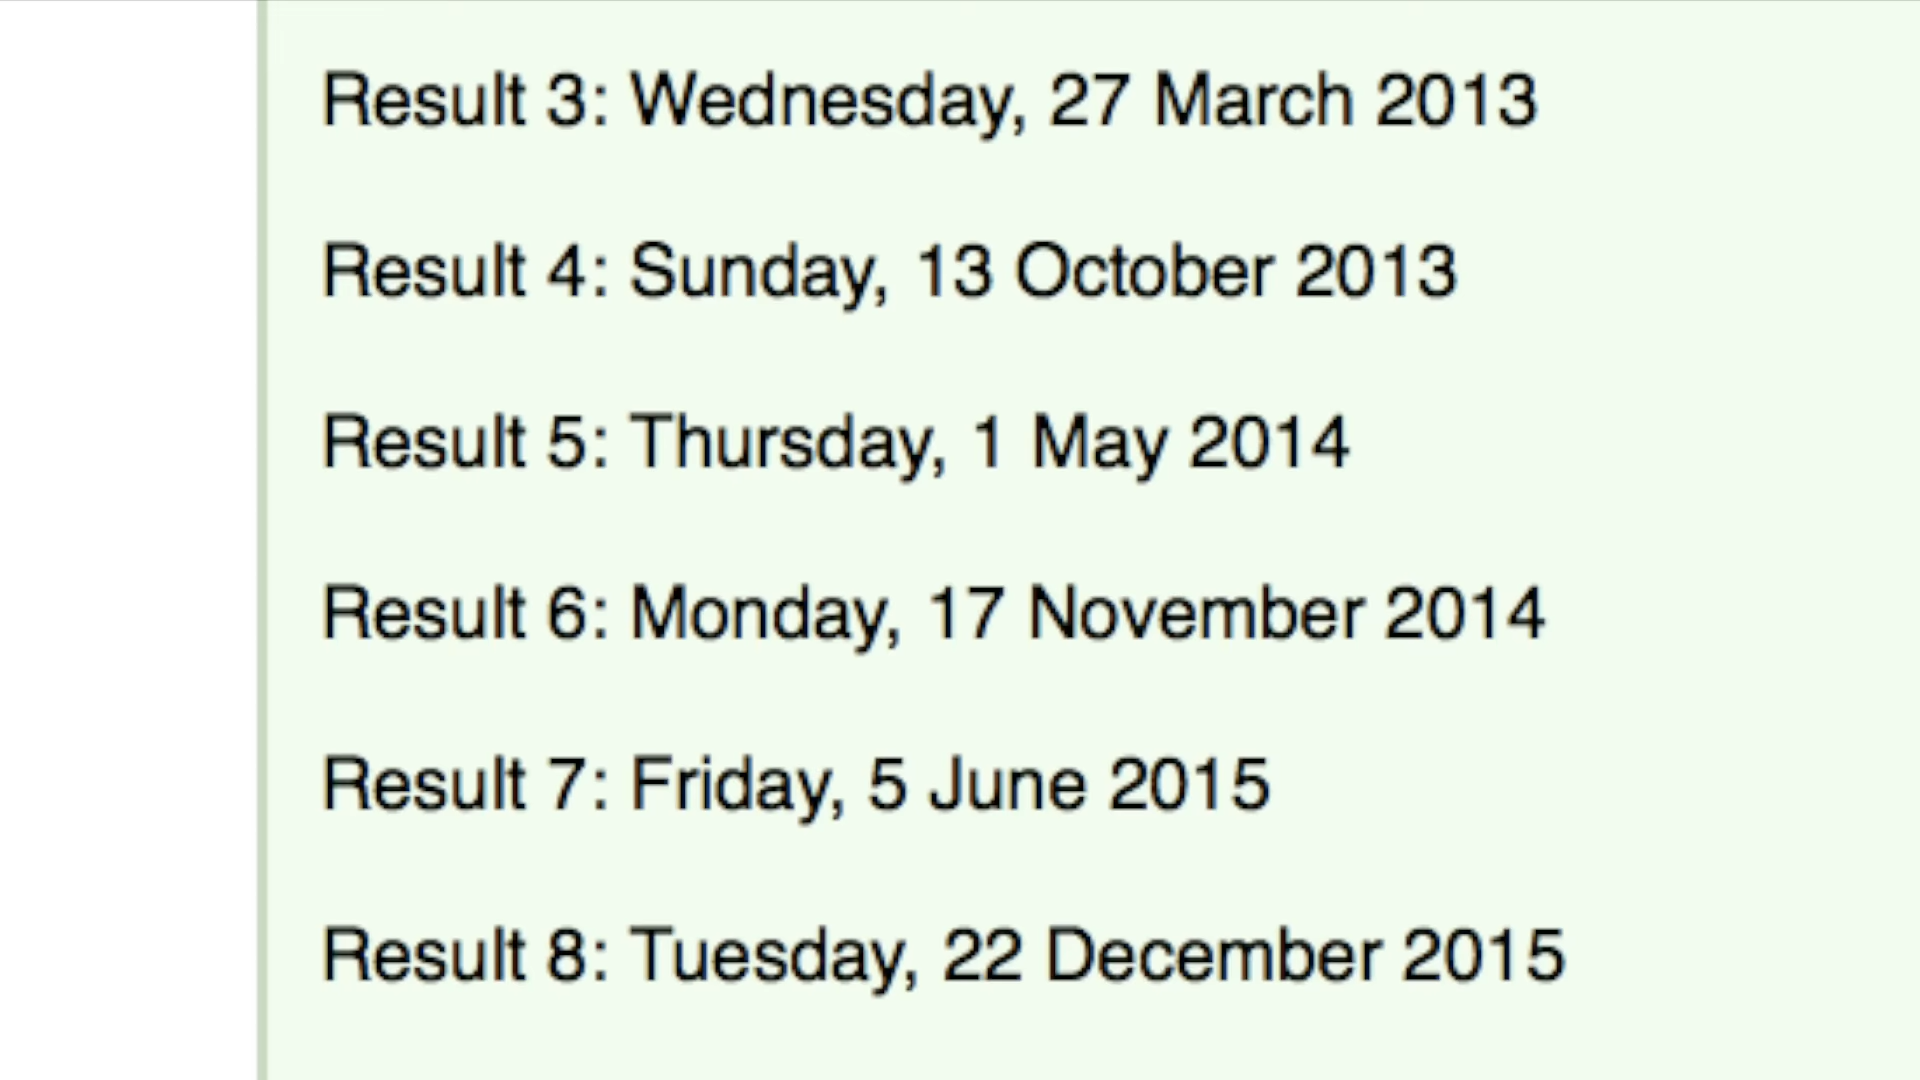 Result 3: Wednesday, 27 March 2013
Result 4: Sunday, 13 October 2013
Result 5: Thursday, 1 May 2014
Result 6: Monday, 17 November 2014
Result 7: Friday, 5 June 2015
Result 8: Tuesday, 22 December 2015